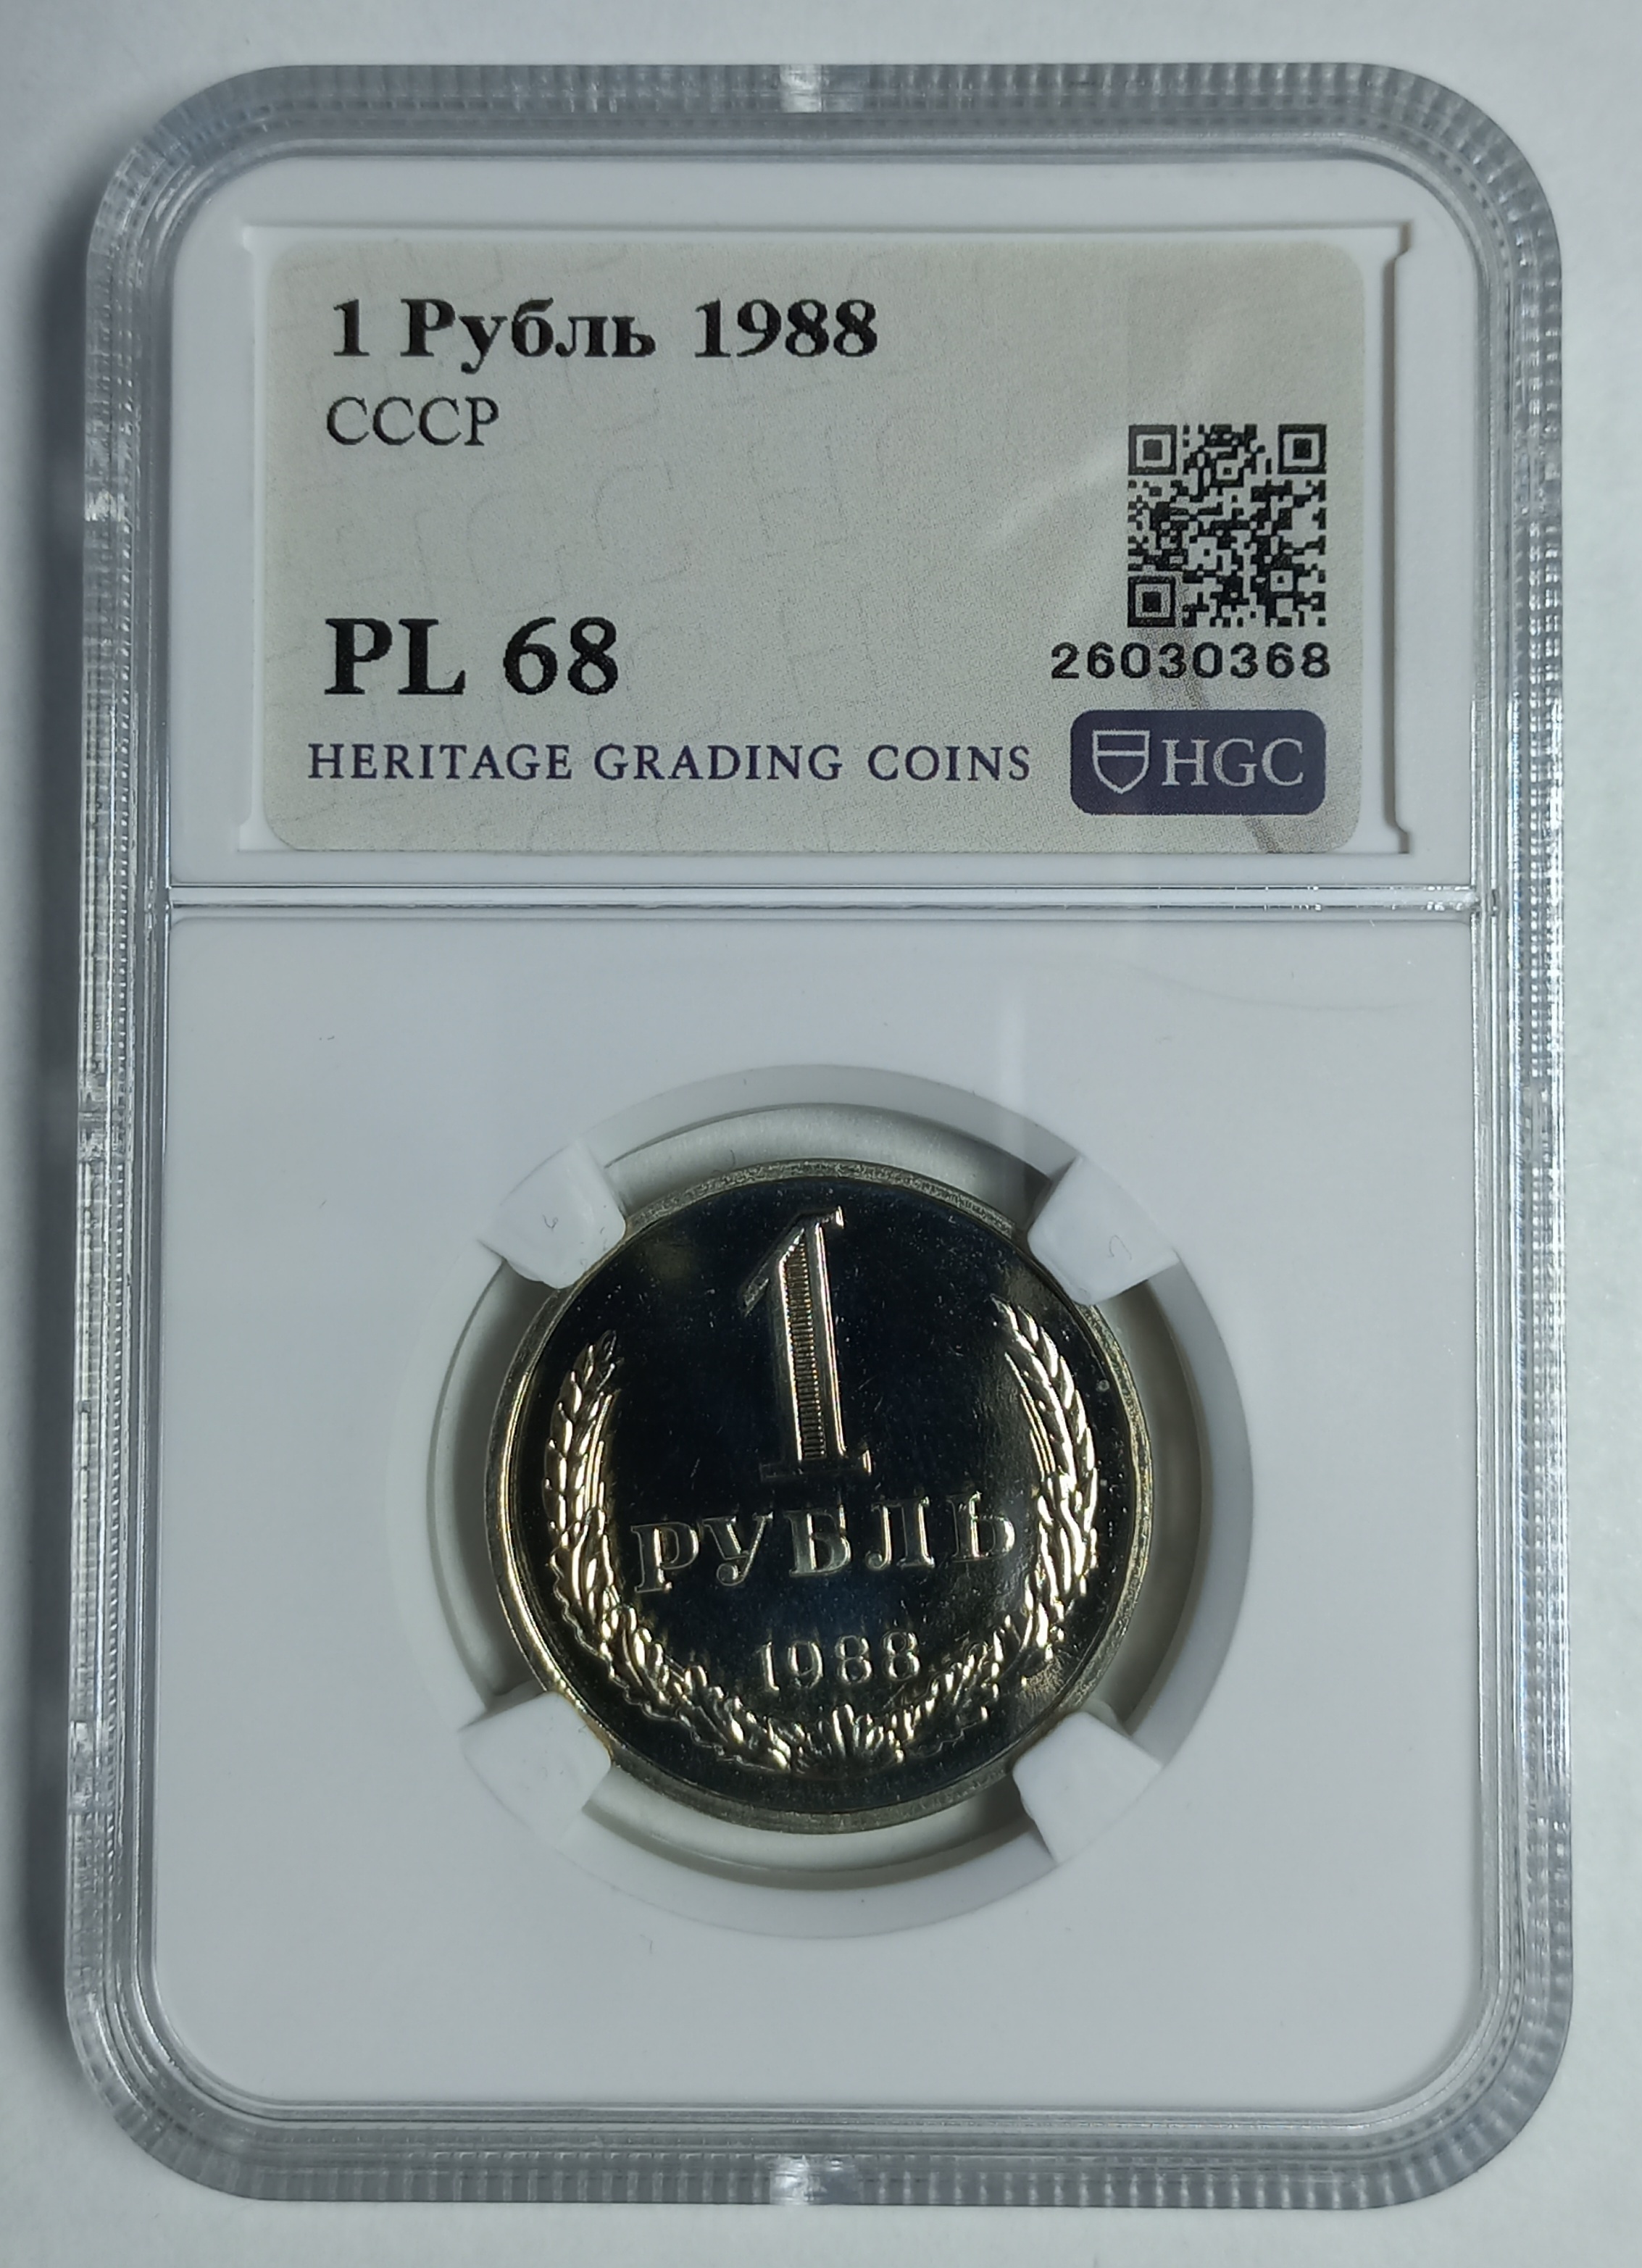 1 Рубль 1988
СССР
PL 68
26030368
HERITAGE GRADING COINS
HGC
1
РУБЛЬ
1988